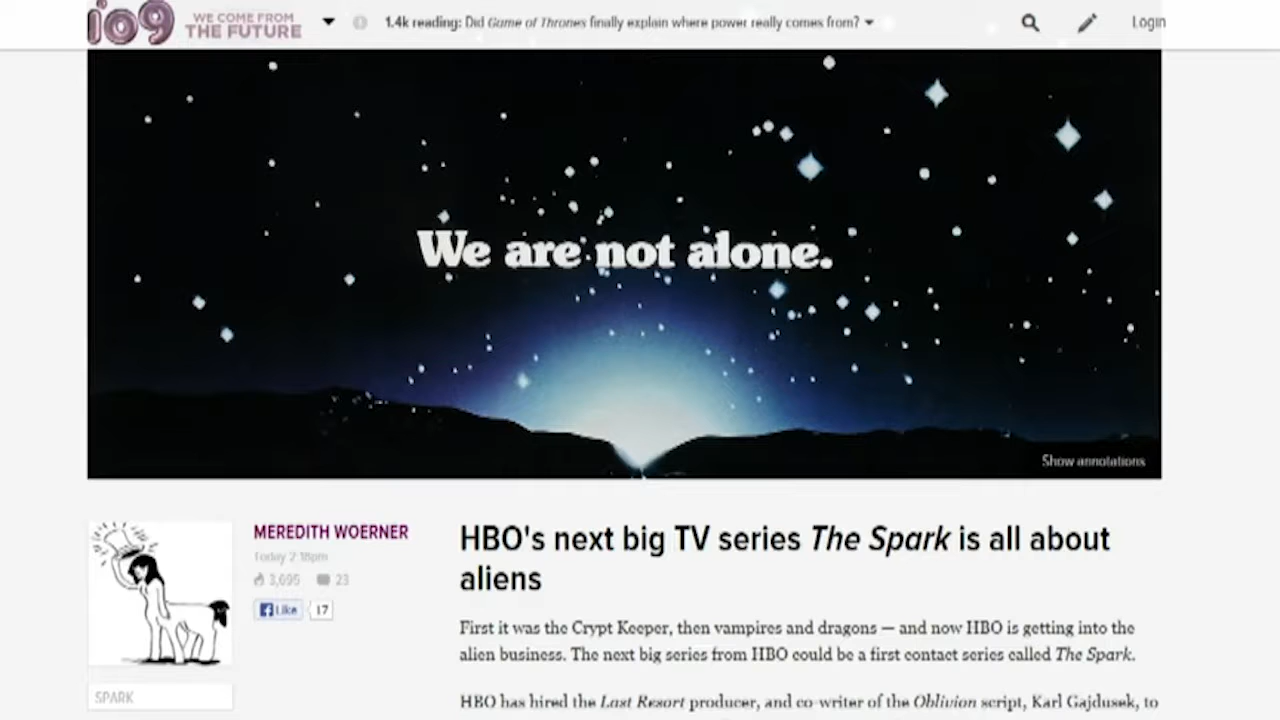 io9 WE COME FROM THE FUTURE
1.4k reading: Did Game of Thrones finally explain where power really comes from?
Login
We are not alone.
Show annotations
MEREDITH WOERNER
Today 2:18pm
3,695 23
Like 17
SPARK
HBO's next big TV series The Spark is all about
aliens
First it was the Crypt Keeper, then vampires and dragons — and now HBO is getting into the
alien business. The next big series from HBO could be a first contact series called The Spark.
HBO has hired the Last Resort producer, and co-writer of the Oblivion script, Karl Gajdusek, to